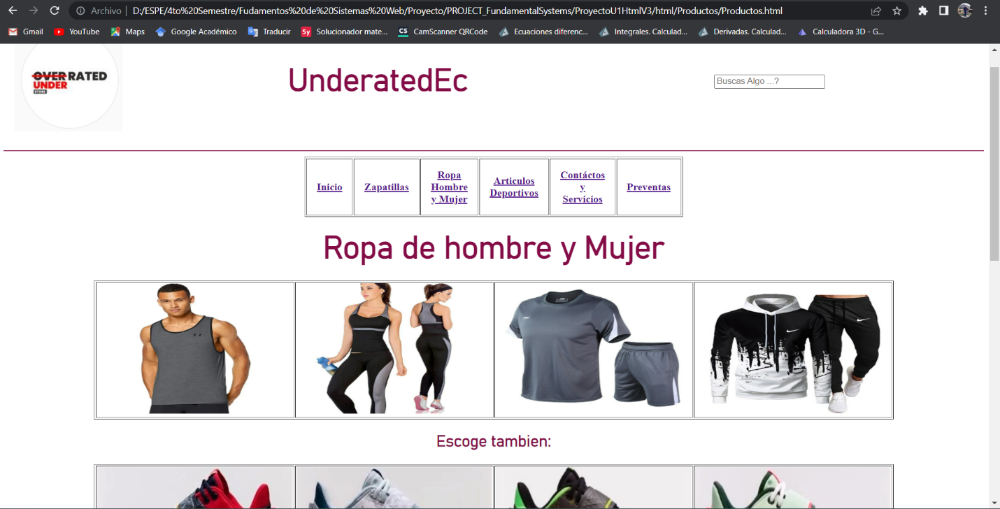 Archivo | D:/ESPE/4to%20Semestre/Fudamentos%20de%20Sistemas%20Web/Proyecto/PROJECT_FundamentalSystems/ProyectoU1HtmlV3/html/Productos/Productos.html
Gmail YouTube Maps Google Académico Traducir Sy Solucionador mate... CS CamScanner QRCode Ecuaciones diferenc... Integrales. Calculad... Derivadas. Calculad... Calculadora 3D - G...
OVER RATED
UNDER
STORE
UnderatedEc
Buscas Algo ...?
Inicio
Zapatillas
Ropa
Hombre
y Mujer
Articulos
Deportivos
Contáctos
y
Servicios
Preventas
Ropa de hombre y Mujer
Escoge tambien: